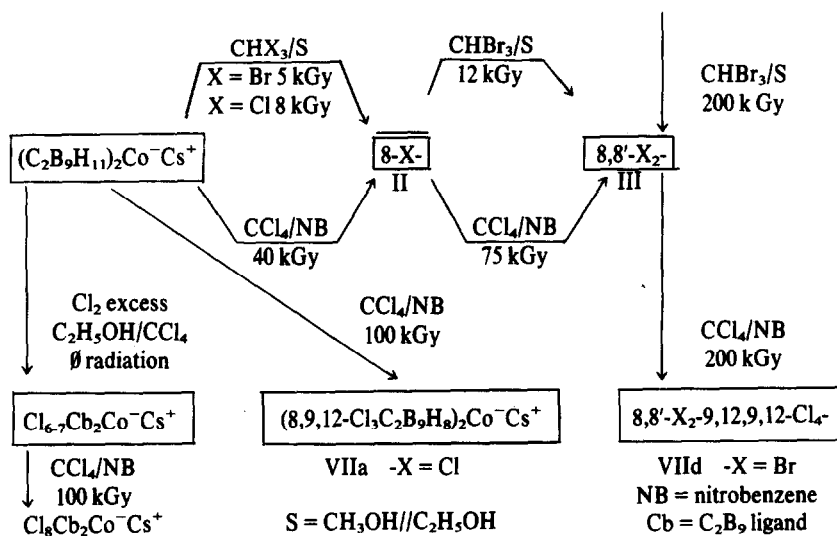 CHX₃/S
X = Br 5 kGy
X = Cl 8 kGy
CHBr₃/S
12 kGy
CHBr₃/S
200 k Gy
(C₂B₉H₁₁)₂Co⁻Cs⁺
8-X-
II
8,8'-X₂-
III
CCl₄/NB
40 kGy
CCl₄/NB
75 kGy
Cl₂ excess
C₂H₅OH/CCl₄
Ø radiation
CCl₄/NB
100 kGy
CCl₄/NB
200 kGy
Cl₆₋₇Cb₂Co⁻Cs⁺
(8,9,12-Cl₃C₂B₉H₈)₂Co⁻Cs⁺
8,8'-X₂-9,12,9,12-Cl₄-
CCl₄/NB
100 kGy
VIIa -X = Cl
VIId -X = Br
NB = nitrobenzene
Cl₈Cb₂Co⁻Cs⁺
S = CH₃OH//C₂H₅OH
Cb = C₂B₉ ligand